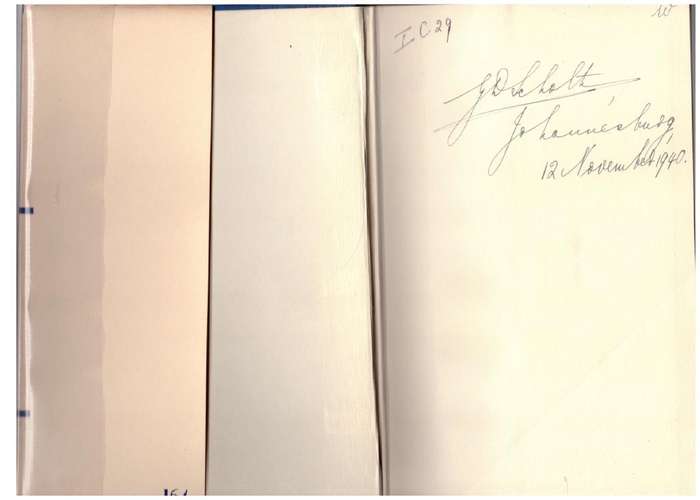 I C 29
G D Scholtz
Johannesburg,
12 November 1940.